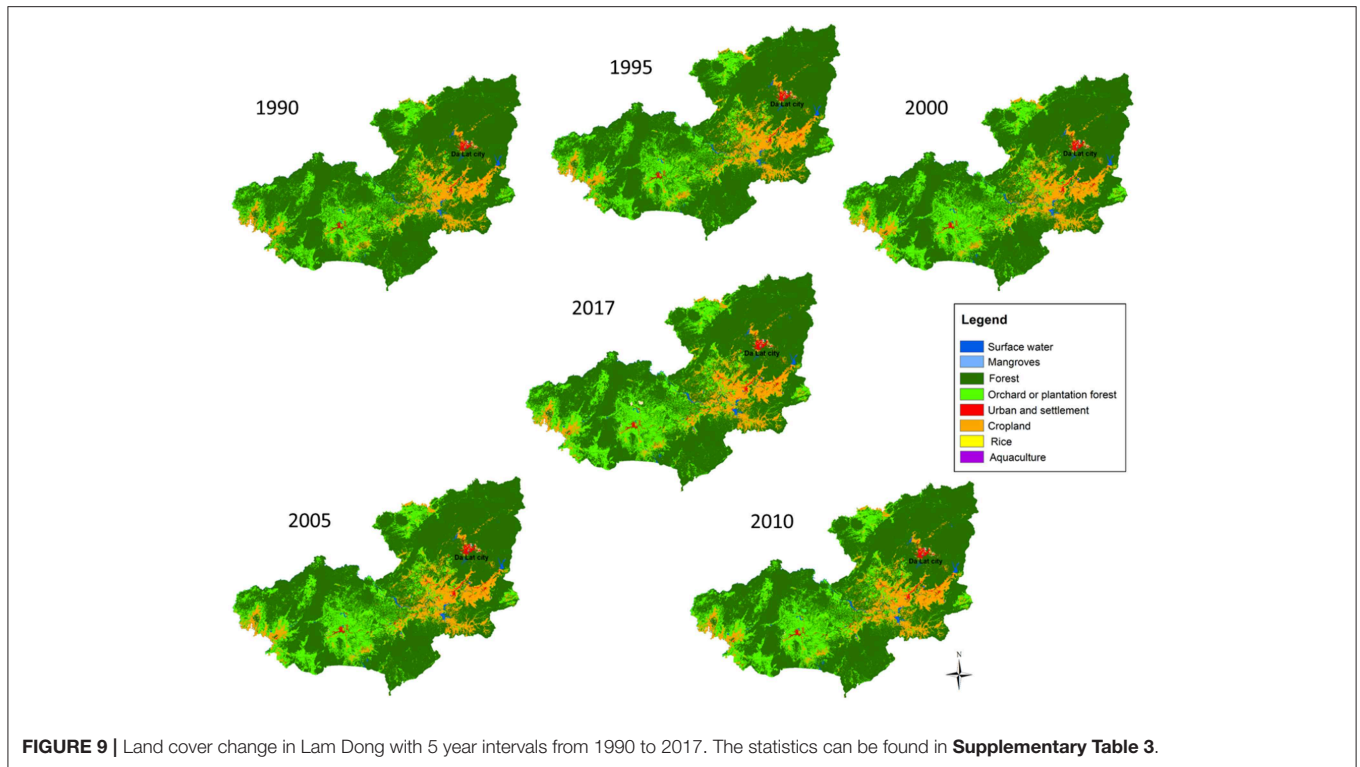 1990
1995
2000
Da Lat city
Da Lat city
Da Lat city
2017
Da Lat city
Legend
Surface water
Mangroves
Forest
Orchard or plantation forest
Urban and settlement
Cropland
Rice
Aquaculture
2005
2010
Da Lat city
Da Lat city
N
FIGURE 9 | Land cover change in Lam Dong with 5 year intervals from 1990 to 2017. The statistics can be found in Supplementary Table 3.